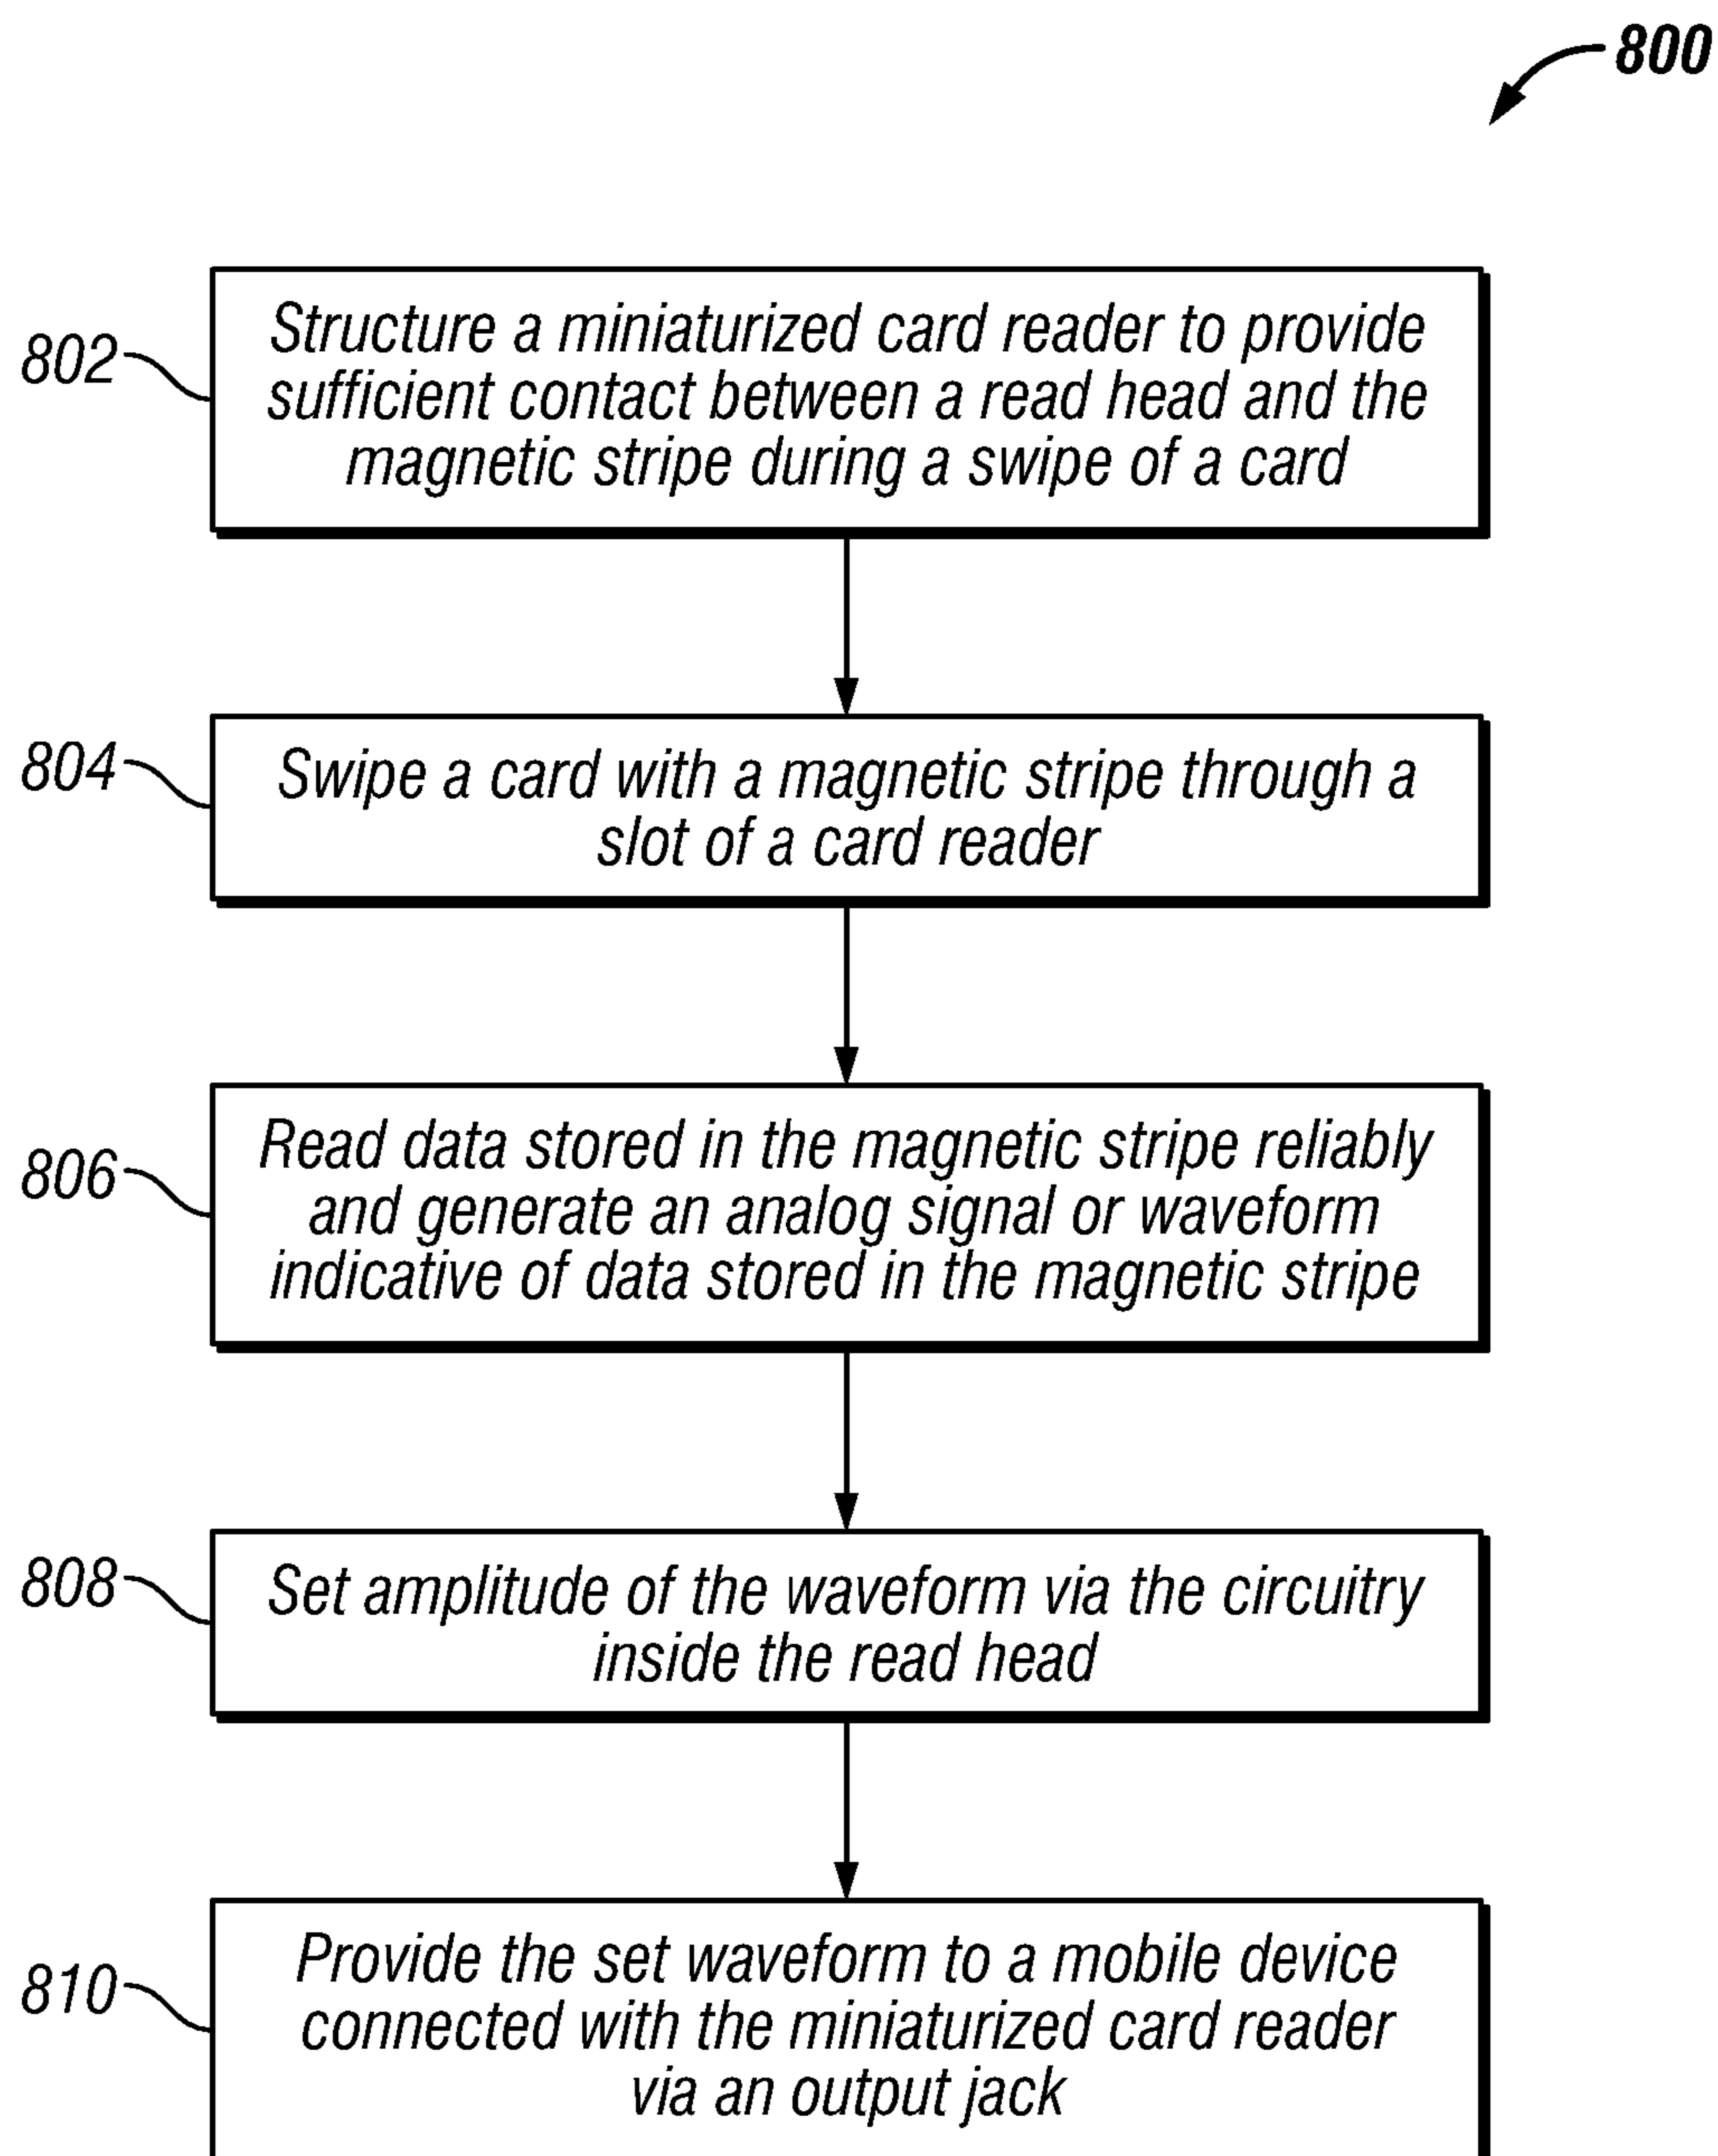 800
802
Structure a miniaturized card reader to provide
sufficient contact between a read head and the
magnetic stripe during a swipe of a card
804
Swipe a card with a magnetic stripe through a
slot of a card reader
806
Read data stored in the magnetic stripe reliably
and generate an analog signal or waveform
indicative of data stored in the magnetic stripe
808
Set amplitude of the waveform via the circuitry
inside the read head
810
Provide the set waveform to a mobile device
connected with the miniaturized card reader
via an output jack